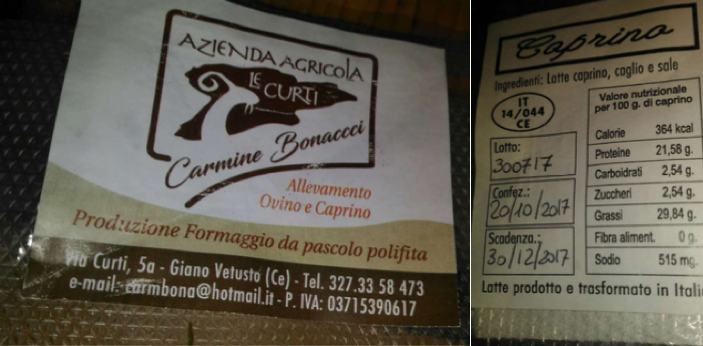 AZIENDA AGRICOLA
LE CURTI
Carmine Bonaccci
Allevamento
Ovino e Caprino
Produzione Formaggio da pascolo polifita
Via Curti, 5a - Giano Vetusto (Ce) - Tel. 327.33 58 473
e-mail: carmbona@hotmail.it - P. IVA: 03715390617
Caprino
Ingredienti: Latte caprino, caglio e sale
IT
14/044
CE
Lotto:
300717
Confez.:
20/10/2017
Scadenza.:
30/12/2017
Valore nutrizionale
per 100 g. di caprino
Calorie 364 kcal
Proteine 21,58 g.
Carboidrati 2,54 g.
Zuccheri 2,54 g.
Grassi 29,84 g.
Fibra aliment. 0 g.
Sodio 515 mg.
Latte prodotto e trasformato in Itali